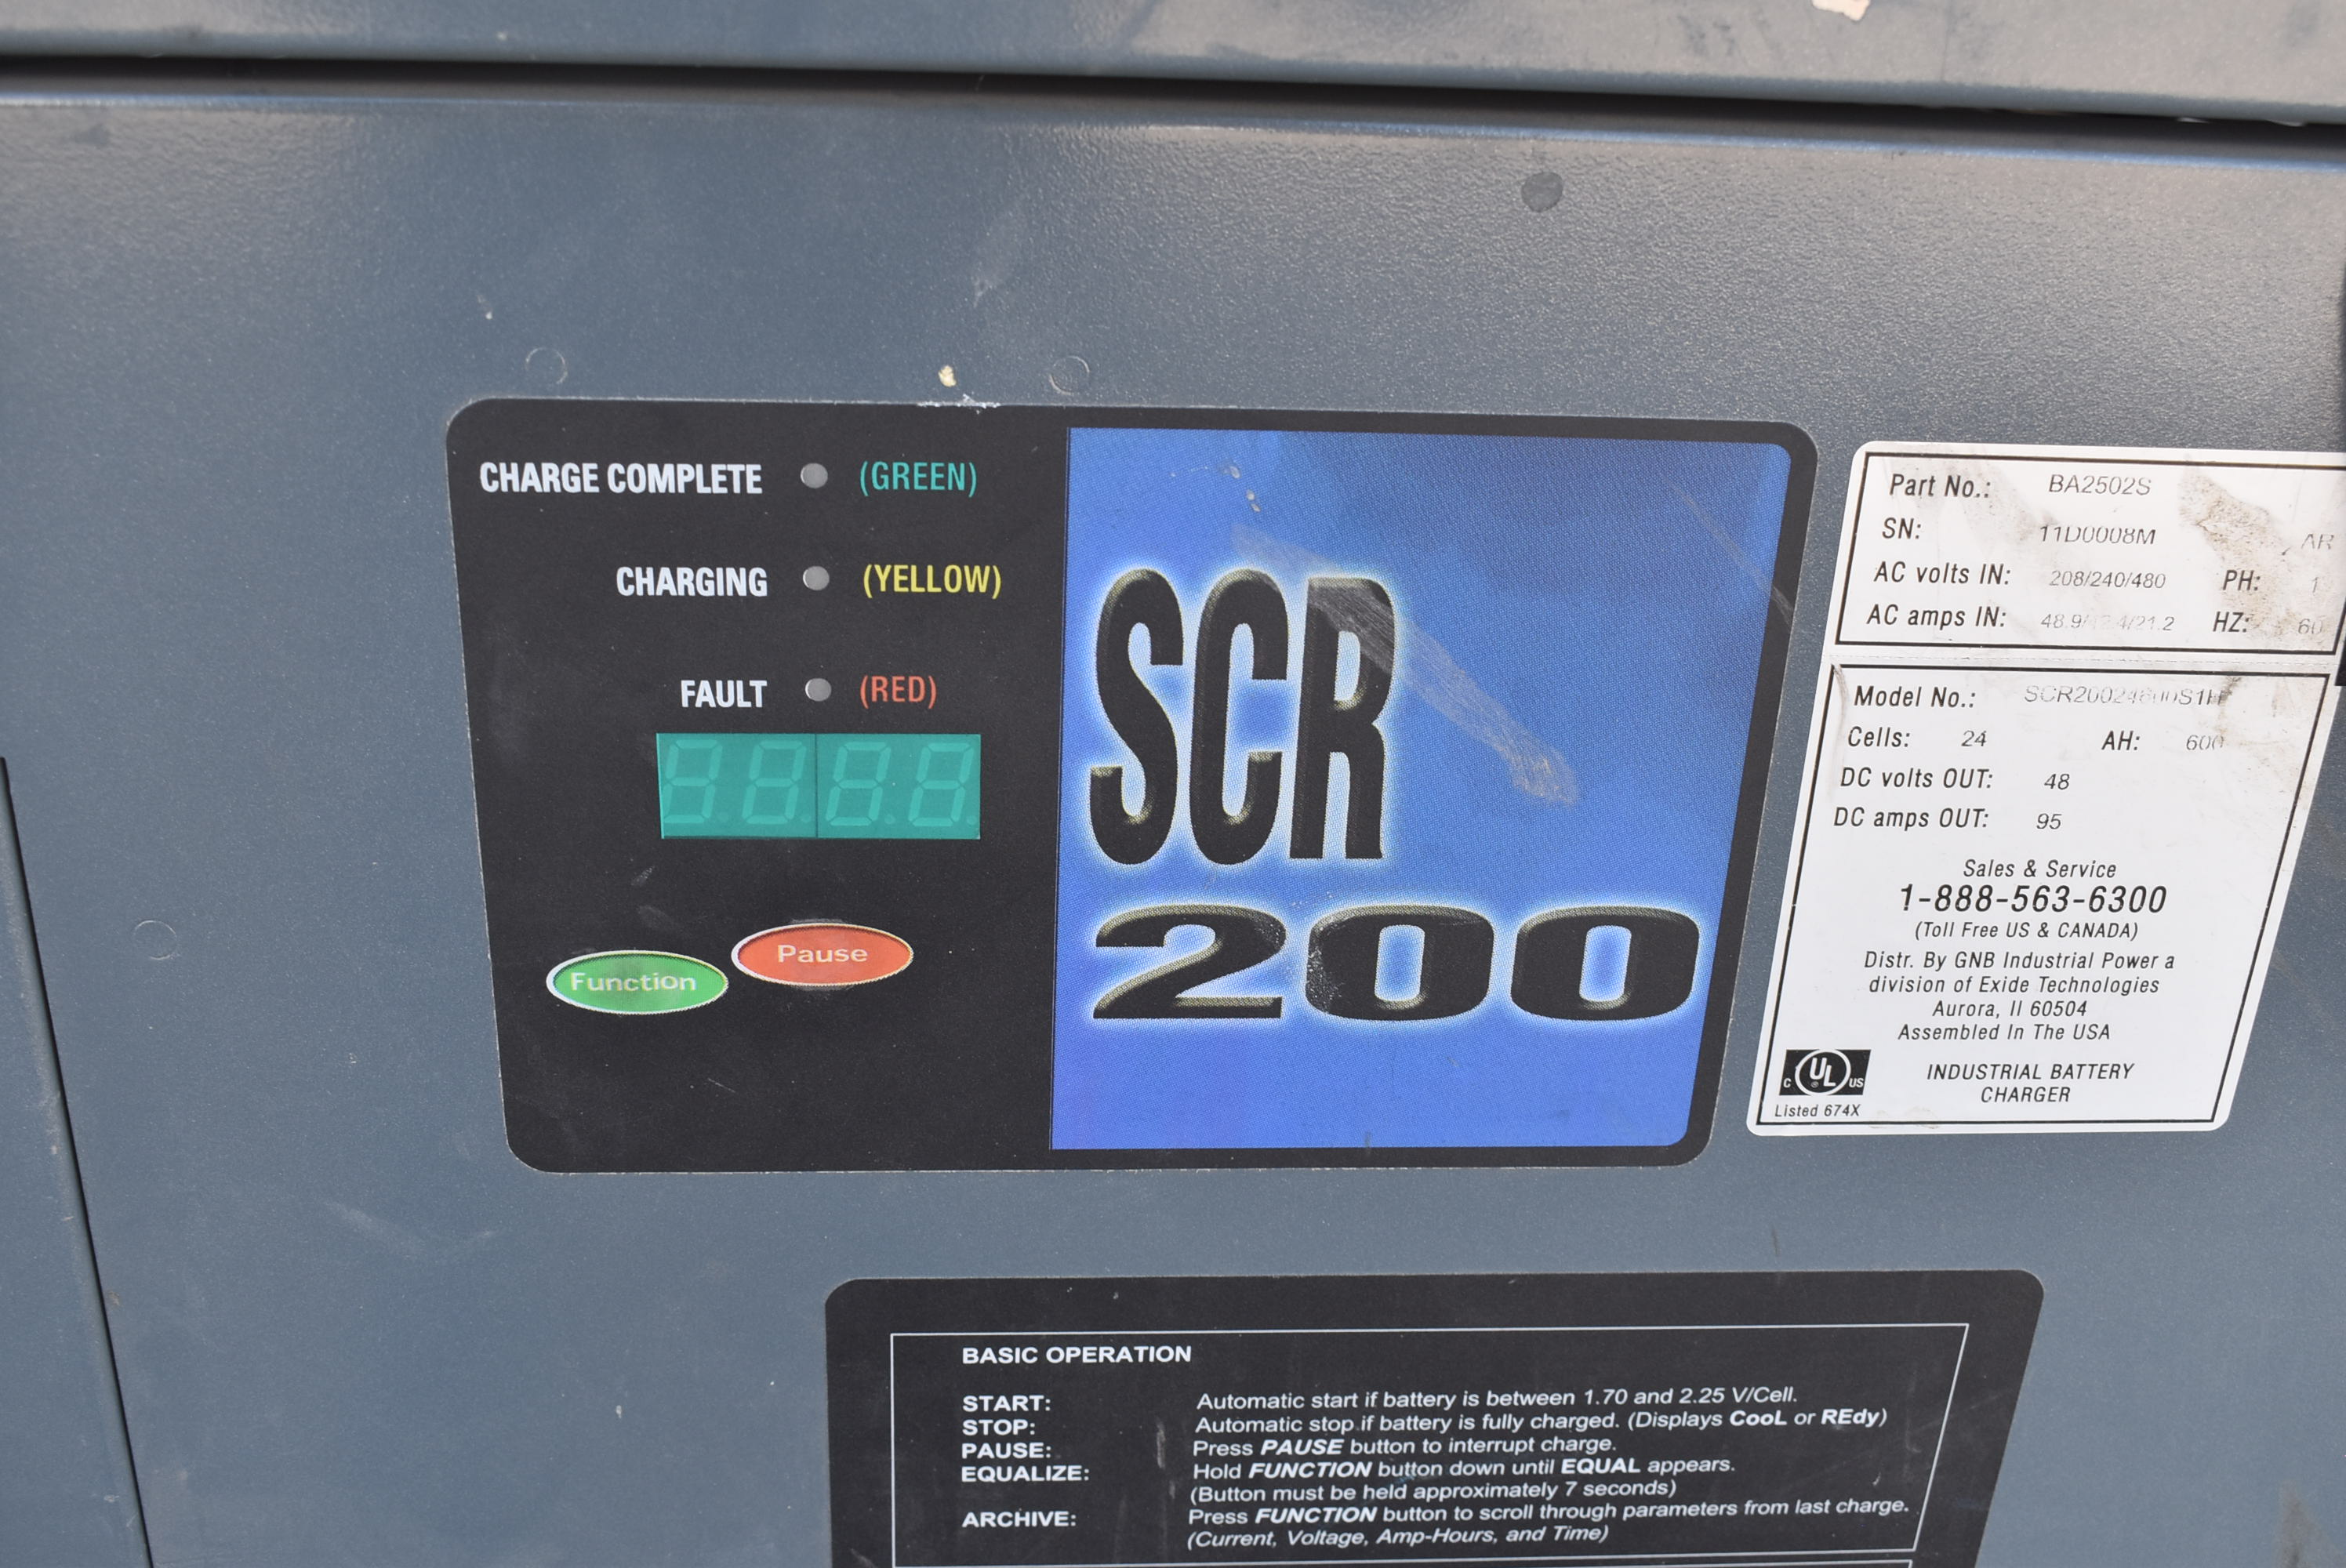 CHARGE COMPLETE (GREEN)
CHARGING (YELLOW)
FAULT (RED)
Function
Pause
SCR
200
Part No.: BA2502S
SN: 11D0008M AR
AC volts IN: 208/240/480 PH: 1
AC amps IN: HZ: 60
Model No.:
Cells: 24 AH: 600
DC volts OUT: 48
DC amps OUT: 95
Sales & Service
1-888-563-6300
(Toll Free US & CANADA)
Distr. By GNB Industrial Power a
division of Exide Technologies
Aurora, Il 60504
Assembled In The USA
C UL ® US
Listed 674X
INDUSTRIAL BATTERY
CHARGER
BASIC OPERATION
START: Automatic start if battery is between 1.70 and 2.25 V/Cell.
STOP: Automatic stop if battery is fully charged. (Displays CooL or REdy)
PAUSE: Press PAUSE button to interrupt charge.
EQUALIZE: Hold FUNCTION button down until EQUAL appears.
(Button must be held approximately 7 seconds)
ARCHIVE: Press FUNCTION button to scroll through parameters from last charge.
(Current, Voltage, Amp-Hours, and Time)